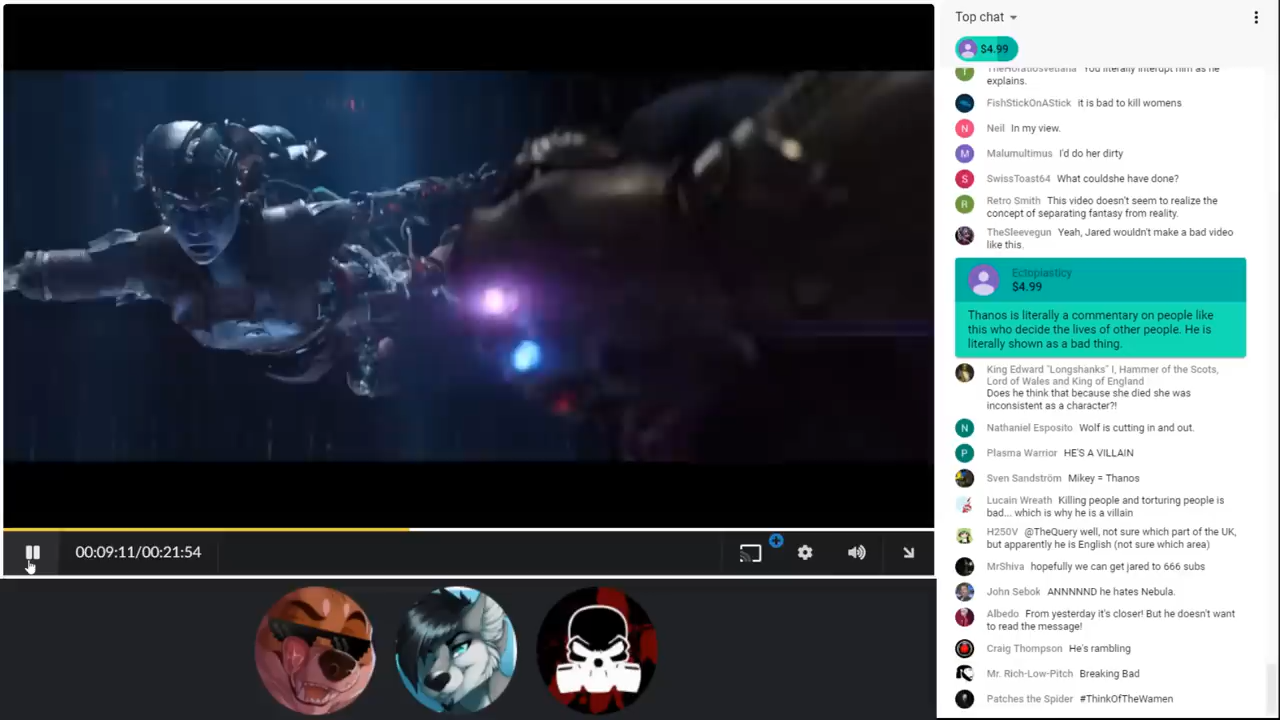 Top chat
$4.99
TheHoratioSvetlana You literally interupt him as he
explains.
FishStickOnAStick it is bad to kill womens
N
Neil In my view.
M
Malumultimus I'd do her dirty
S
SwissToast64 What couldshe have done?
R
Retro Smith This video doesn't seem to realize the
concept of separating fantasy from reality.
TheSleevegun Yeah, Jared wouldn't make a bad video
like this.
Ectoplasticy
$4.99
Thanos is literally a commentary on people like
this who decide the lives of other people. He is
literally shown as a bad thing.
King Edward "Longshanks" I, Hammer of the Scots,
Lord of Wales and King of England
Does he think that because she died she was
inconsistent as a character?!
N
Nathaniel Esposito Wolf is cutting in and out.
P
Plasma Warrior HE'S A VILLAIN
Sven Sandström Mikey = Thanos
Lucain Wreath Killing people and torturing people is
bad... which is why he is a villain
H250V @TheQuery well, not sure which part of the UK,
but apparently he is English (not sure which area)
MrShiva hopefully we can get jared to 666 subs
John Sebok ANNNNND he hates Nebula.
Albedo From yesterday it's closer! But he doesn't want
to read the message!
Craig Thompson He's rambling
Mr. Rich-Low-Pitch Breaking Bad
Patches the Spider #ThinkOfTheWamen
00:09:11/00:21:54